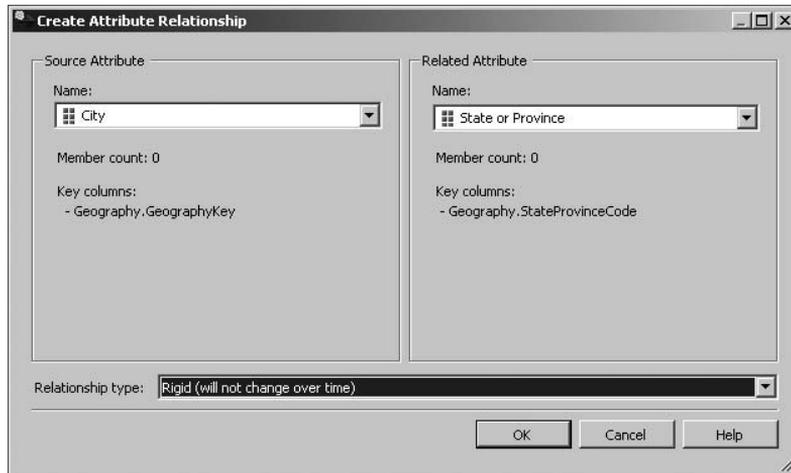 Create Attribute Relationship
Source Attribute
Name:
City
Member count: 0
Key columns:
- Geography.GeographyKey
Related Attribute
Name:
State or Province
Member count: 0
Key columns:
- Geography.StateProvinceCode
Relationship type: Rigid (will not change over time)
OK Cancel Help